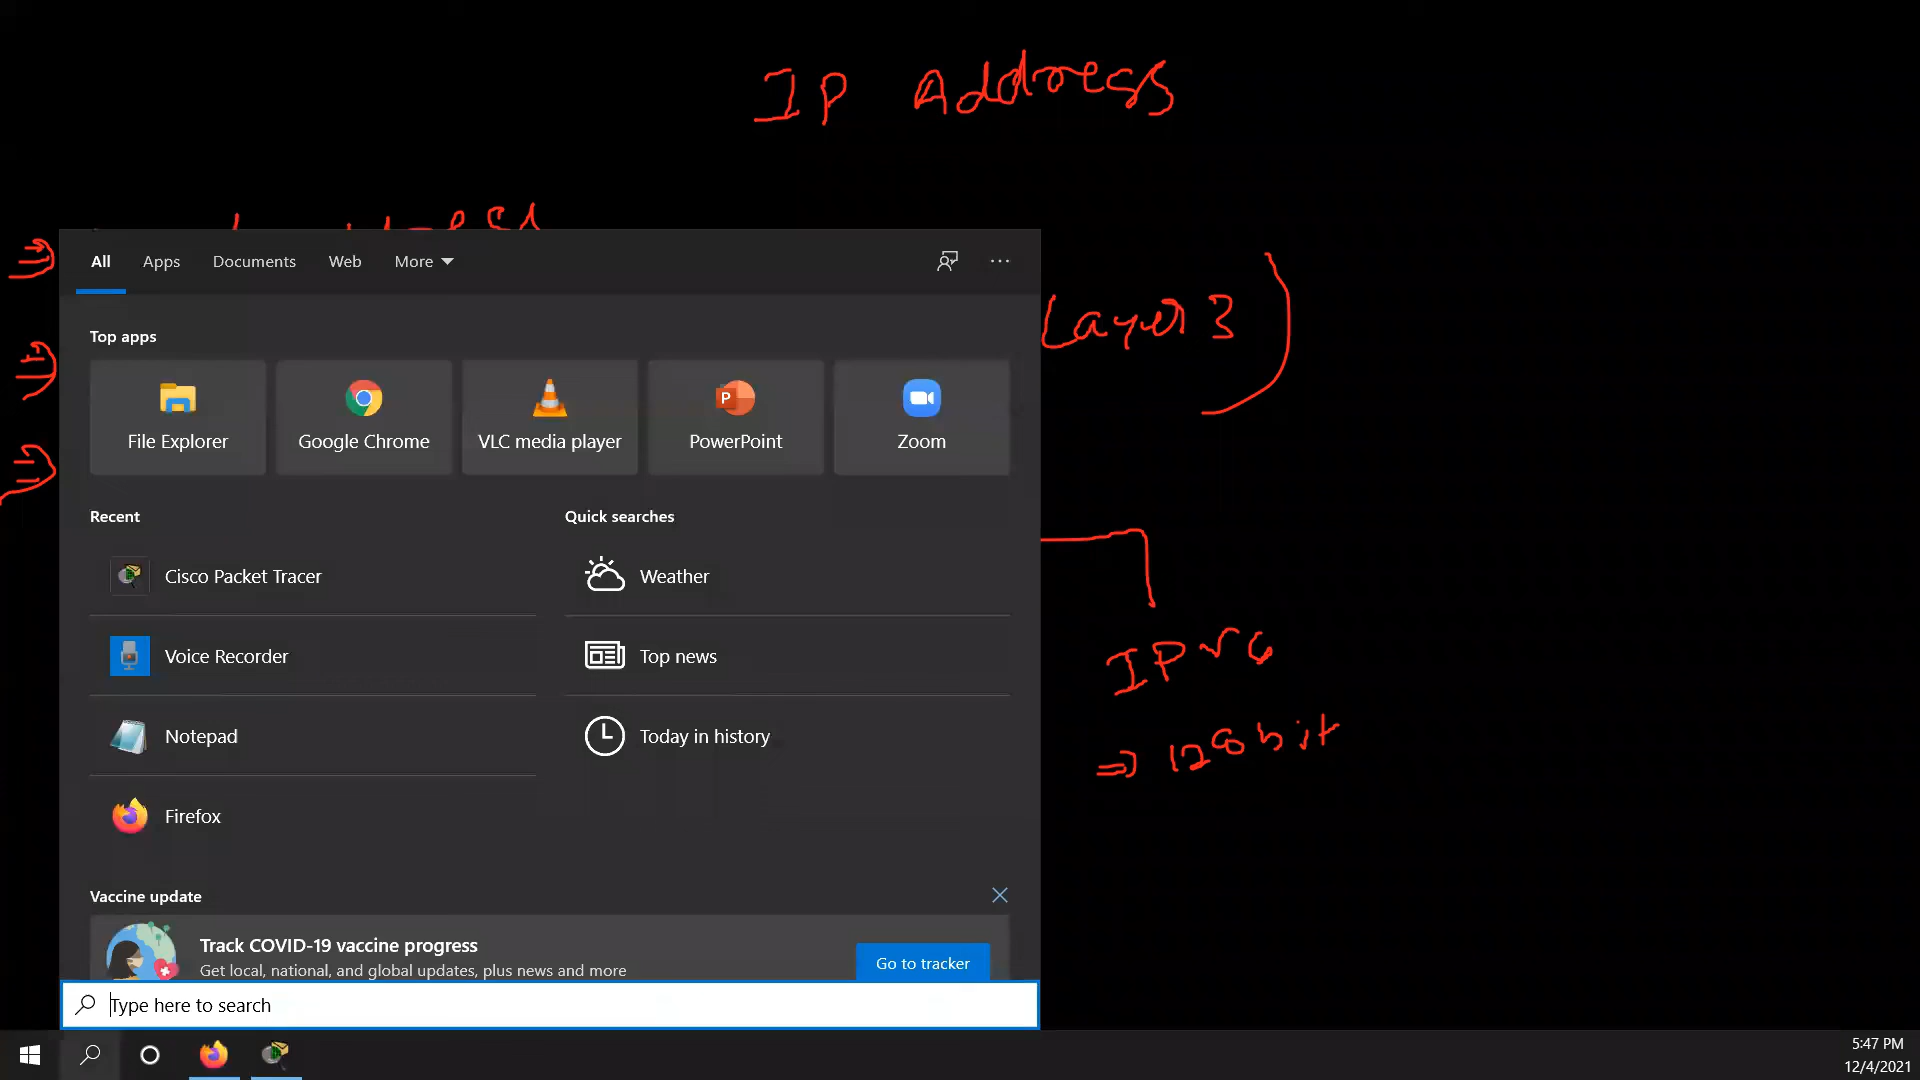 IP Address
Layer 3 )
All Apps Documents Web More
Top apps
File Explorer Google Chrome VLC media player PowerPoint Zoom
Recent
Cisco Packet Tracer
Voice Recorder
Notepad
Firefox
Quick searches
Weather
Top news
Today in history
IPv6
⇒ 128 bit
Vaccine update
Track COVID-19 vaccine progress
Get local, national, and global updates, plus news and more
Go to tracker
Type here to search
5:47 PM
12/4/2021